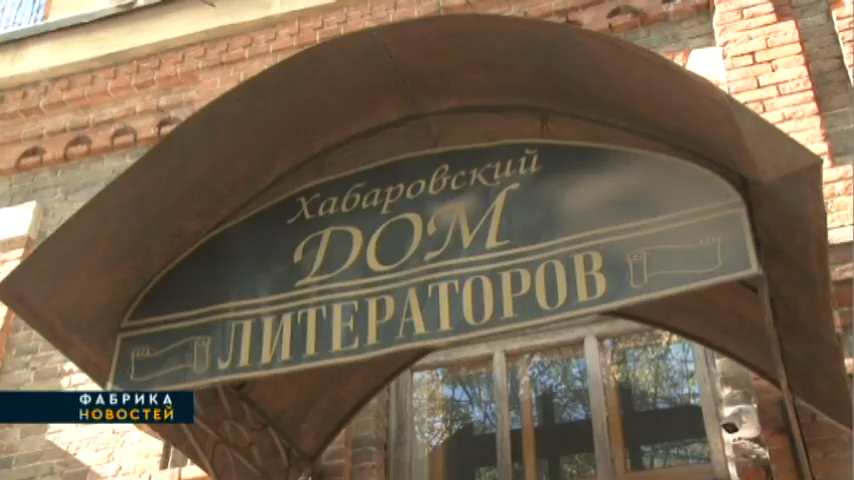 Хабаровский
ДОМ
ЛИТЕРАТОРОВ
ФАБРИКА
НОВОСТЕЙ